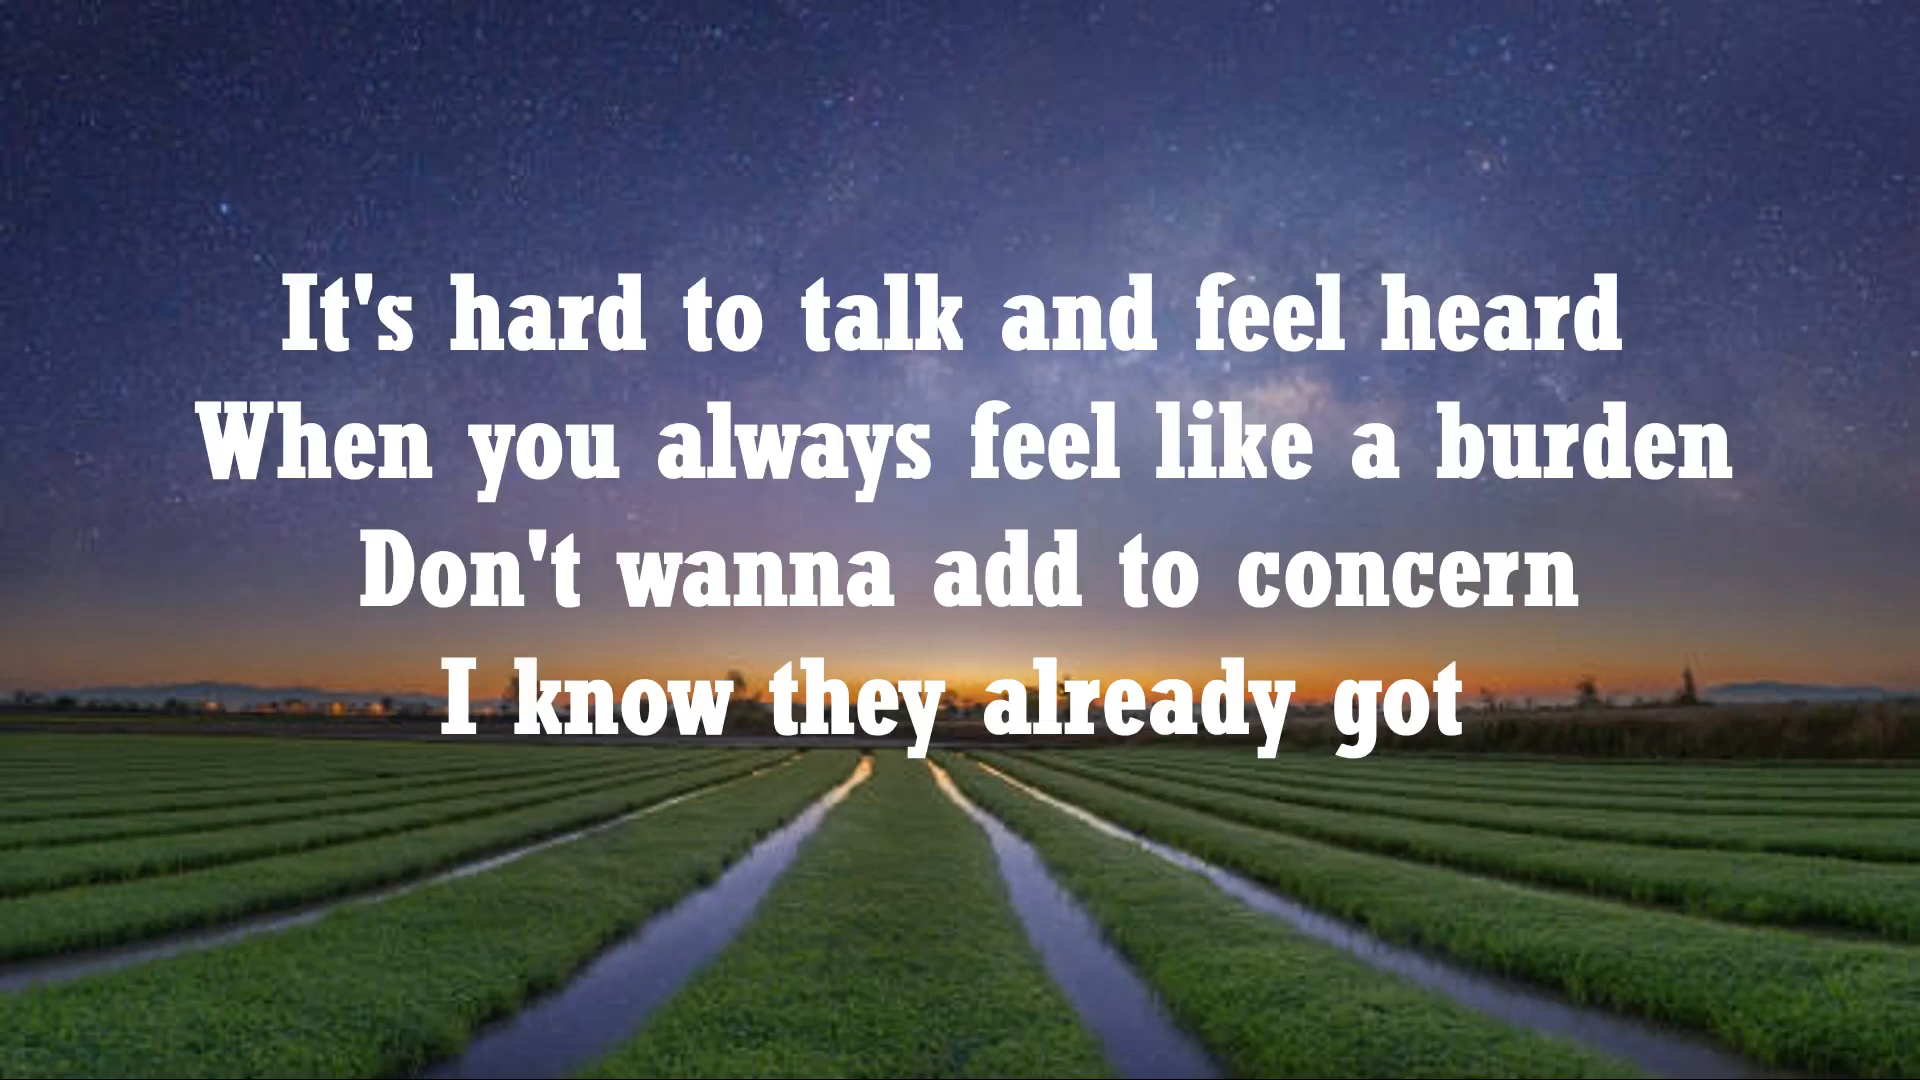 It's hard to talk and feel heard
When you always feel like a burden
Don't wanna add to concern
I know they already got